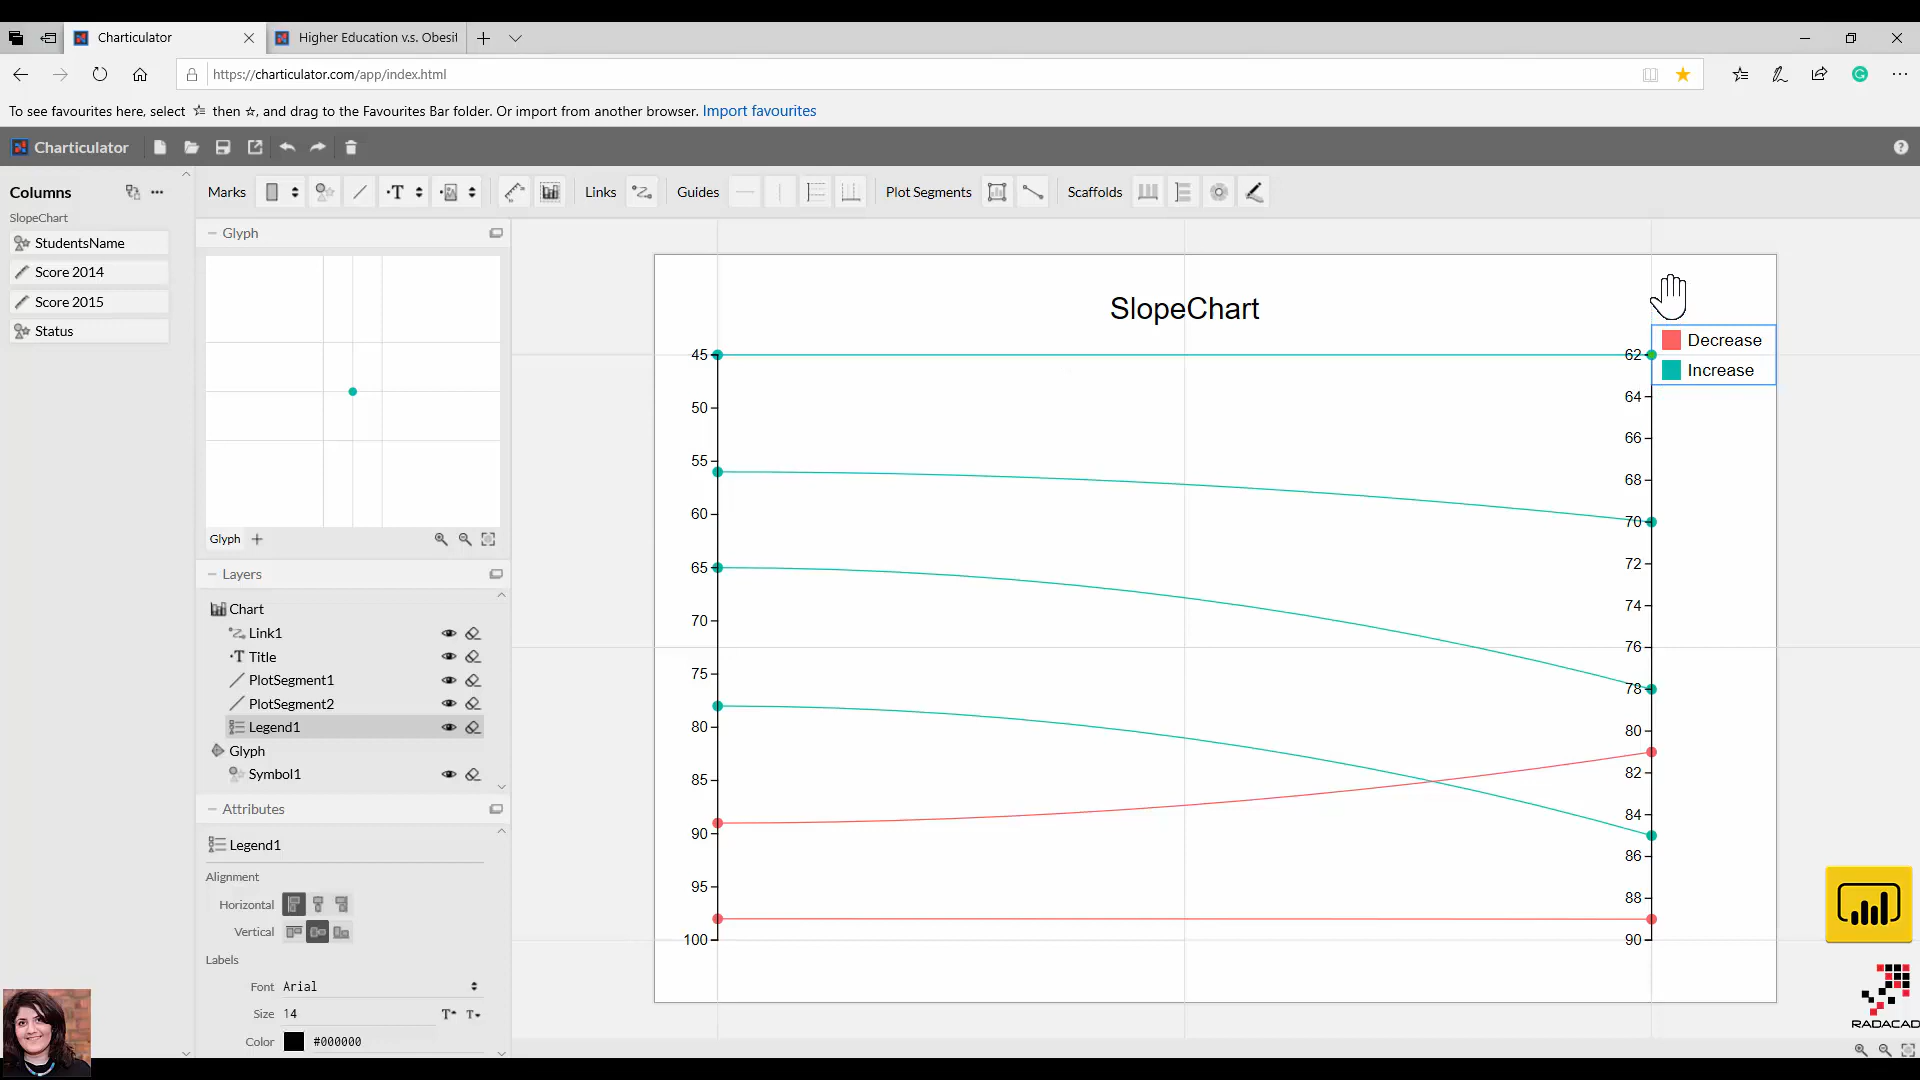 Charticulator
Higher Education v.s. Obesit
https://charticulator.com/app/index.html
To see favourites here, select ☆ then ☆, and drag to the Favourites Bar folder. Or import from another browser. Import favourites
Charticulator
Columns
SlopeChart
StudentsName
Score 2014
Score 2015
Status
Marks
Links
Guides
Plot Segments
Scaffolds
Glyph
Glyph
Layers
Chart
Link1
Title
PlotSegment1
PlotSegment2
Legend1
Glyph
Symbol1
Attributes
Legend1
Alignment
Horizontal
Vertical
Labels
Font Arial
Size 14
Color #000000
SlopeChart
Decrease
Increase
45
50
55
60
65
70
75
80
85
90
95
100
62
64
66
68
70
72
74
76
78
80
82
84
86
88
90
RADACAD